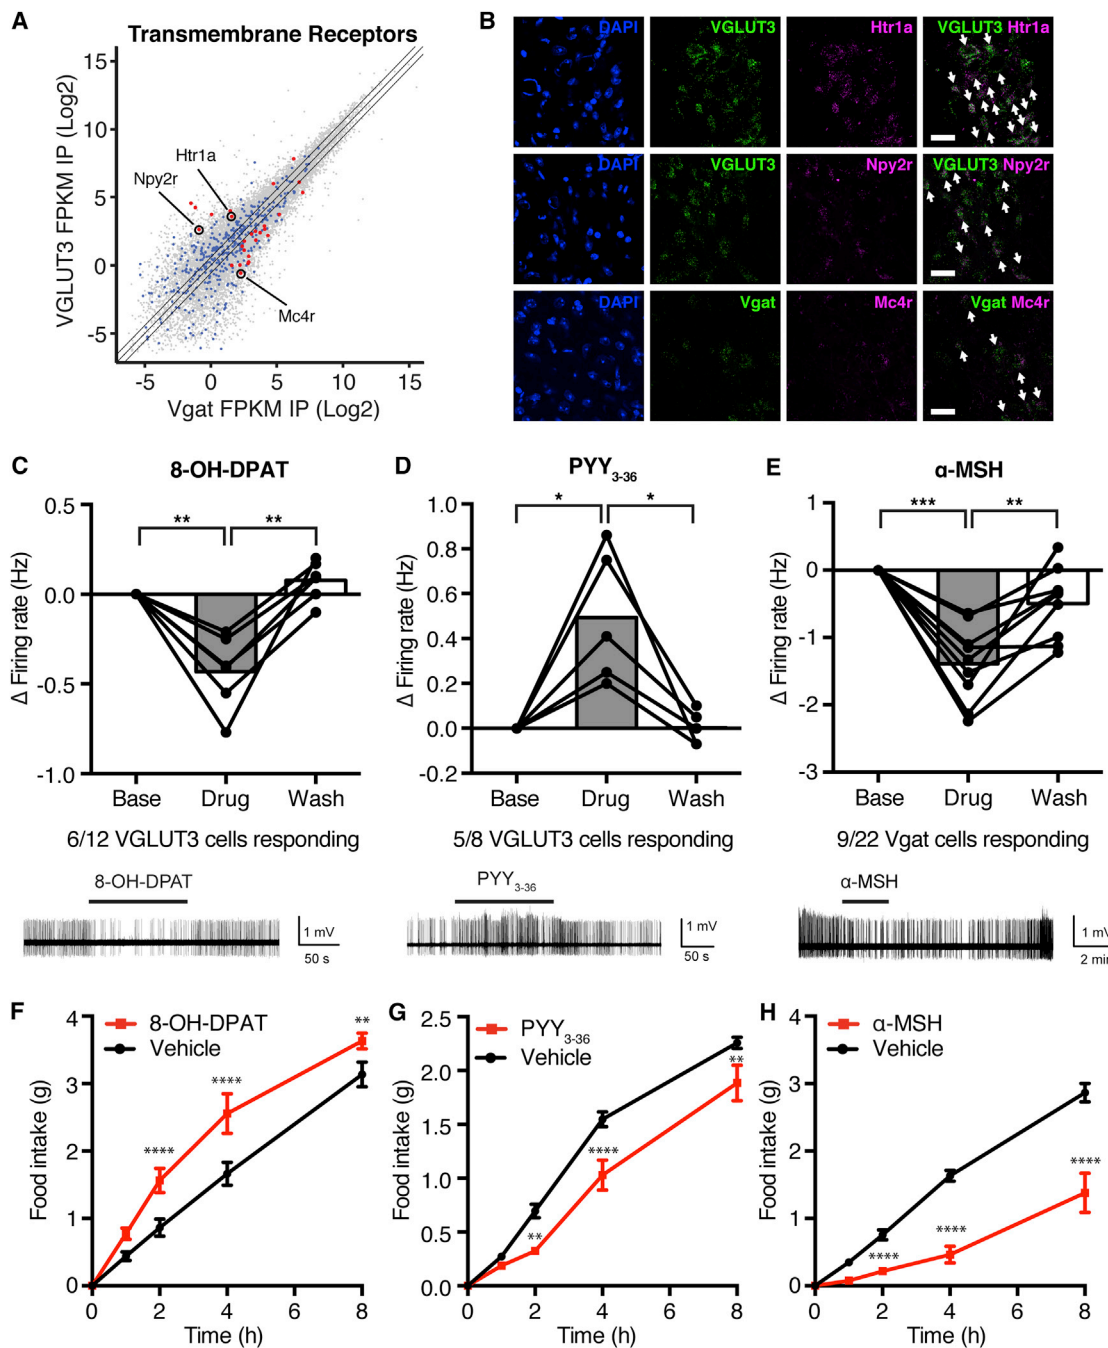 A
Transmembrane Receptors
VGLUT3 FPKM IP (Log2)
15
10
5
0
-5
Htr1a
Npy2r
Mc4r
-5 0 5 10 15
Vgat FPKM IP (Log2)
B
DAPI VGLUT3 Htr1a VGLUT3 Htr1a
DAPI VGLUT3 Npy2r VGLUT3 Npy2r
DAPI Vgat Mc4r Vgat Mc4r
C
8-OH-DPAT
Δ Firing rate (Hz)
0.5
0.0
-0.5
-1.0
** **
Base Drug Wash
6/12 VGLUT3 cells responding
8-OH-DPAT
1 mV
50 s
D
PYY3-36
Δ Firing rate (Hz)
1.0
0.8
0.6
0.4
0.2
0.0
-0.2
* *
Base Drug Wash
5/8 VGLUT3 cells responding
PYY3-36
1 mV
50 s
E
α-MSH
Δ Firing rate (Hz)
1
0
-1
-2
-3
*** **
Base Drug Wash
9/22 Vgat cells responding
α-MSH
1 mV
2 min
F
8-OH-DPAT
Vehicle
Food intake (g)
4
3
2
1
0
**** **** **
0 2 4 6 8
Time (h)
G
PYY3-36
Vehicle
Food intake (g)
2.5
2.0
1.5
1.0
0.5
0.0
** **** **
0 2 4 6 8
Time (h)
H
α-MSH
Vehicle
Food intake (g)
4
3
2
1
0
**** **** ****
0 2 4 6 8
Time (h)